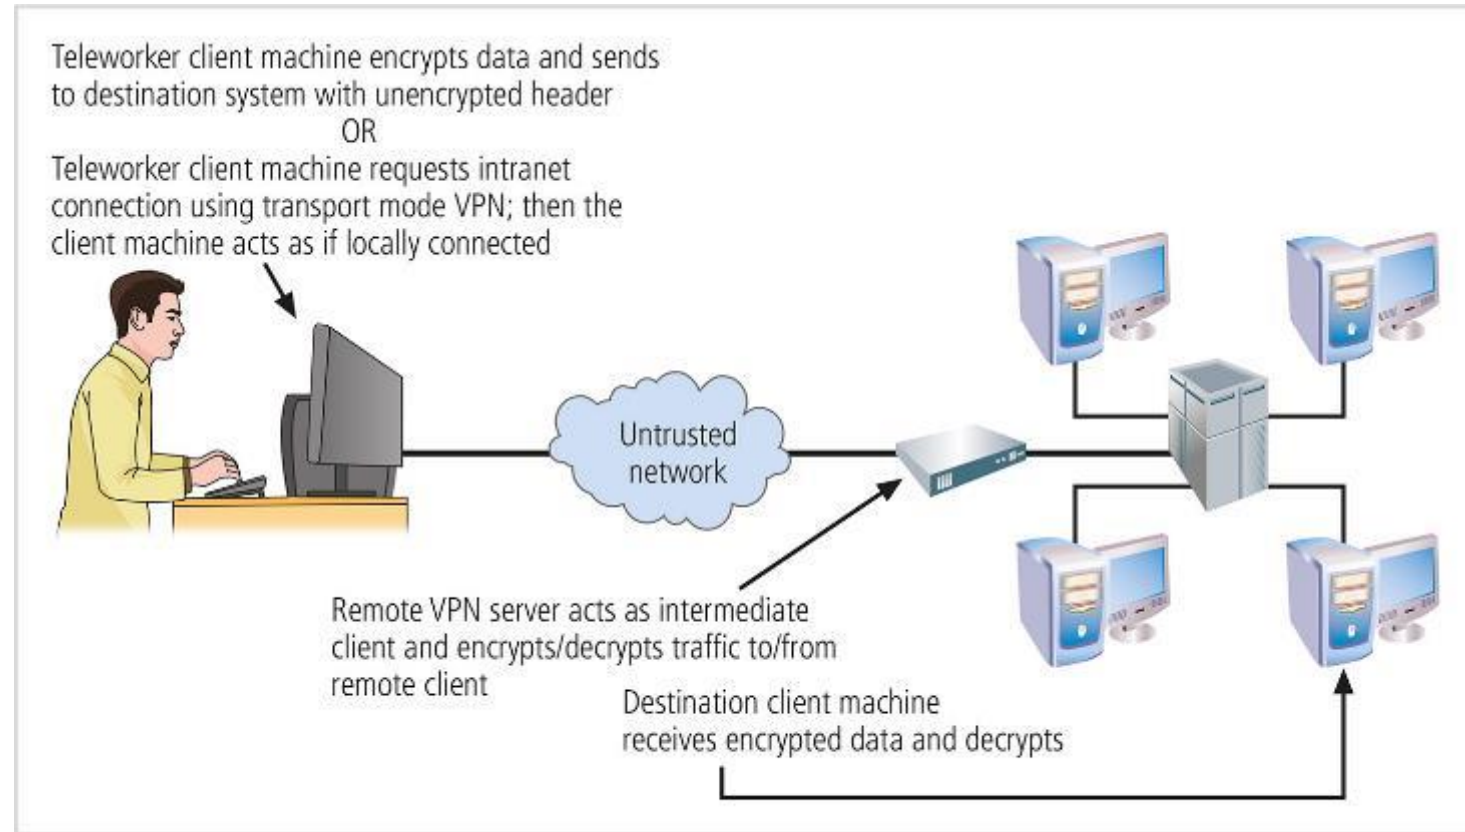 Teleworker client machine encrypts data and sends
to destination system with unencrypted header
OR
Teleworker client machine requests intranet
connection using transport mode VPN; then the
client machine acts as if locally connected
Untrusted
network
Remote VPN server acts as intermediate
client and encrypts/decrypts traffic to/from
remote client
Destination client machine
receives encrypted data and decrypts